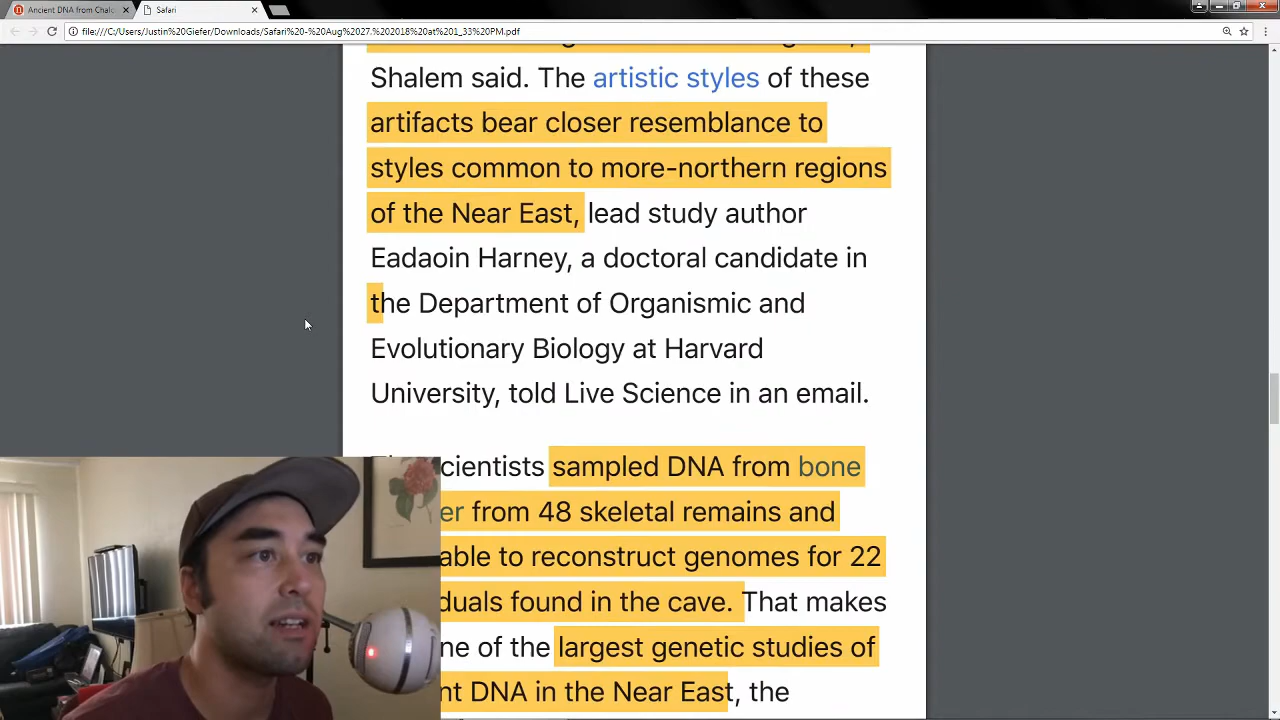 Ancient DNA from Chalc
Safari
file:///C:/Users/Justin%20Giefer/Downloads/Safari%20-%20Aug%2027,%202018%20at%201_33%20PM.pdf
Shalem said. The artistic styles of these
artifacts bear closer resemblance to
styles common to more-northern regions
of the Near East, lead study author
Eadaoin Harney, a doctoral candidate in
the Department of Organismic and
Evolutionary Biology at Harvard
University, told Live Science in an email.
cientists sampled DNA from bone
er from 48 skeletal remains and
able to reconstruct genomes for 22
duals found in the cave. That makes
ne of the largest genetic studies of
nt DNA in the Near East, the